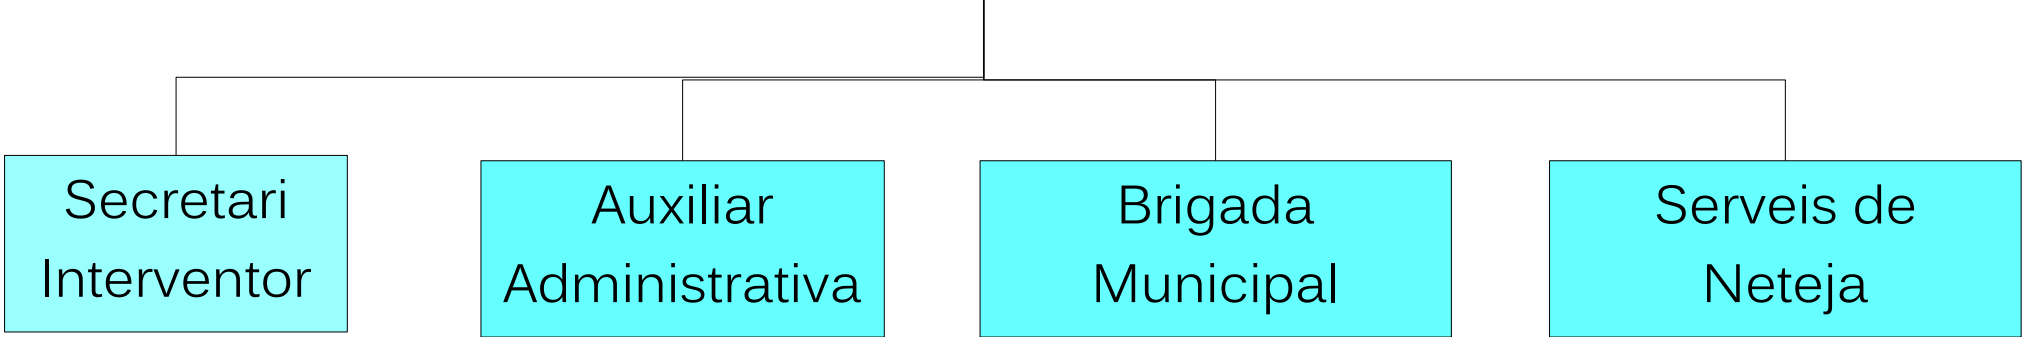 Secretari
Interventor
Auxiliar
Administrativa
Brigada
Municipal
Serveis de
Neteja